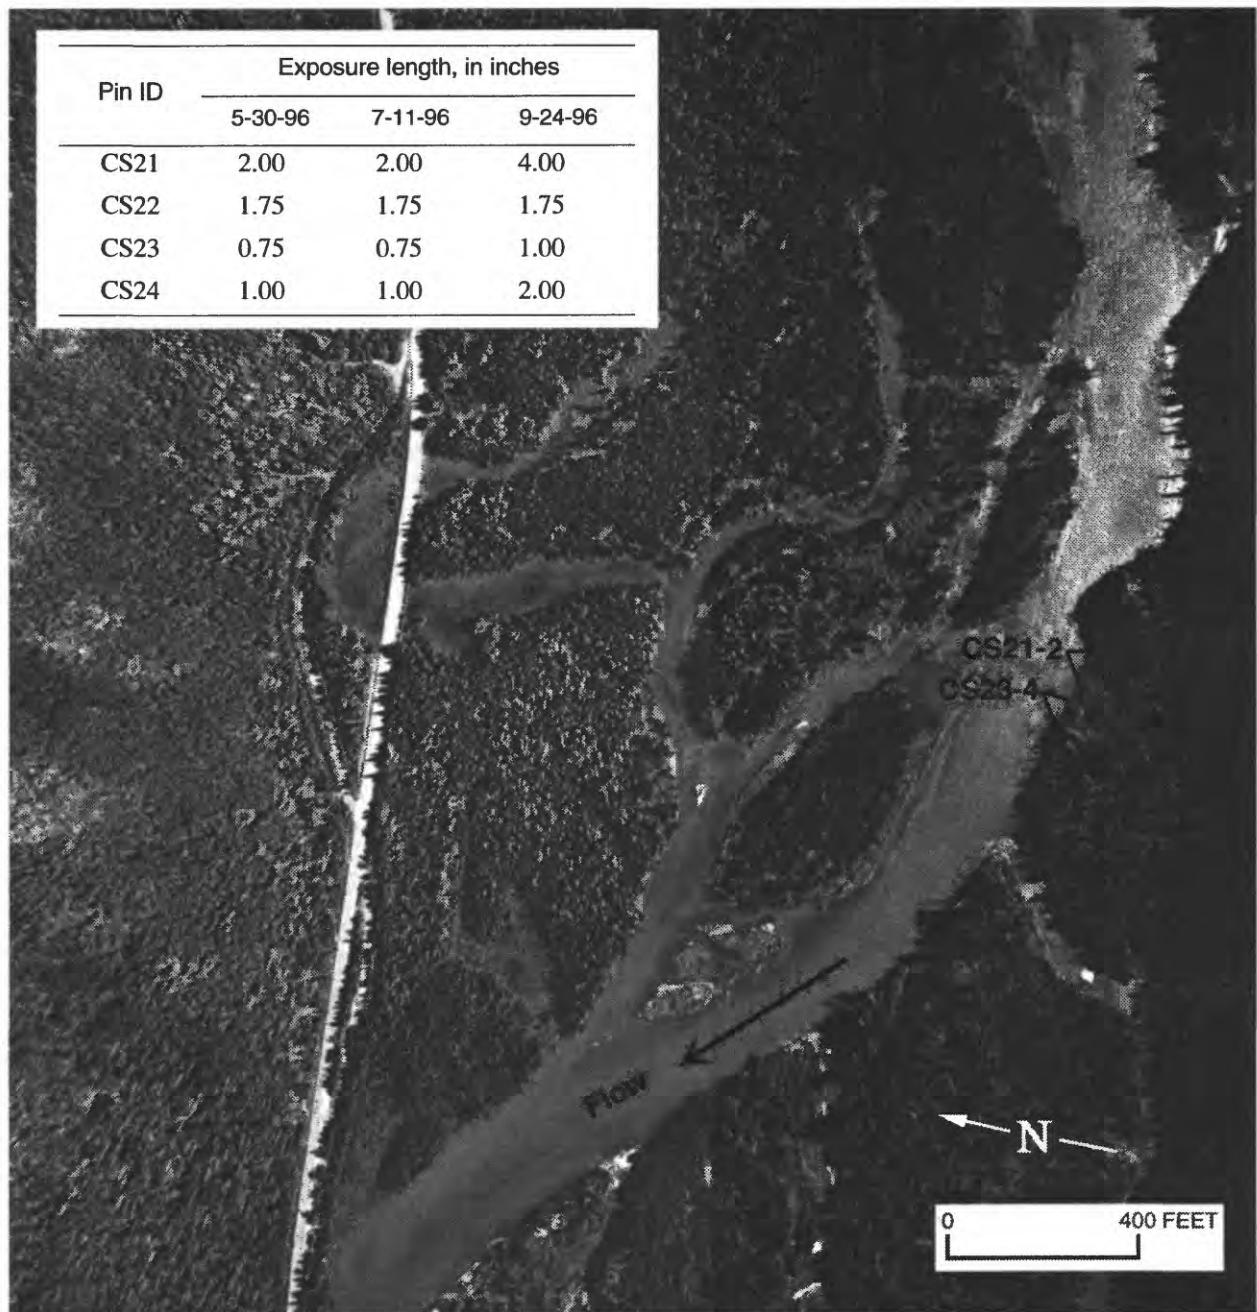 Pin ID Exposure length, in inches
5-30-96 7-11-96 9-24-96
CS21 2.00 2.00 4.00
CS22 1.75 1.75 1.75
CS23 0.75 0.75 1.00
CS24 1.00 1.00 2.00
CS21-2
CS23-4
Flow
N
0 400 FEET